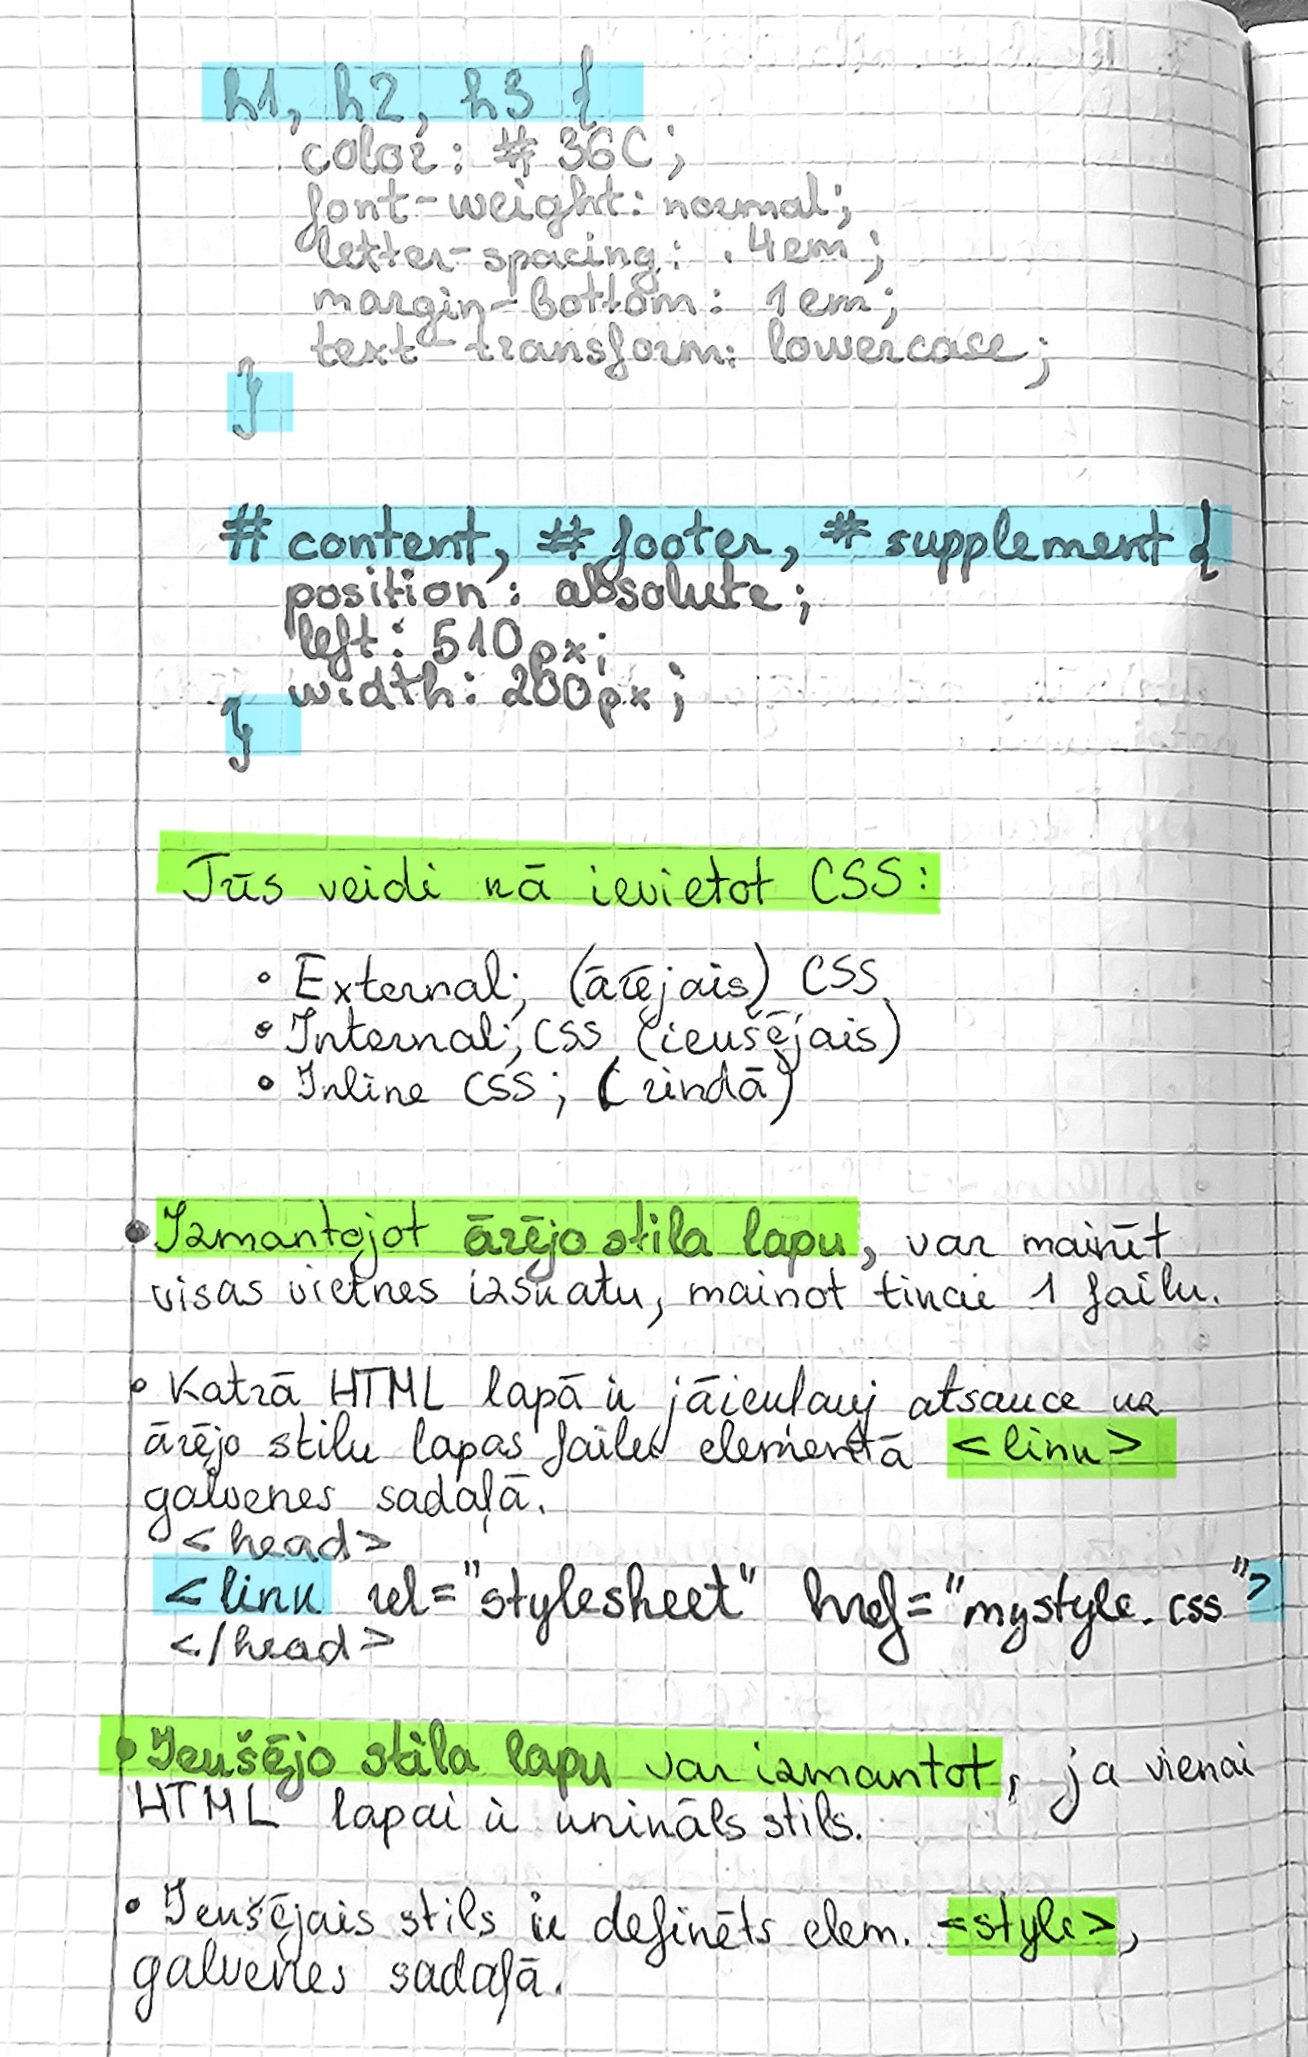 h1, h2, h3 {
color: #36C;
font-weight: normal;
letter-spacing: .4em;
margin-bottom: 1em;
text-transform: lowercase;
}
#content, #footer, #supplement {
position: absolute;
left: 510px;
width: 200px;
}
Trīs veidi kā ievietot CSS:
• External; (ārējais) CSS
• Internal; CSS (iekšējais)
• Inline CSS; (rindā)
• Izmantojot ārējo stila lapu, var mainīt
visas vietnes izskatu, mainot tikai 1 failu.
• Katrā HTML lapā ir jāiekļauj atsauce uz
ārējo stilu lapas failu elementā <link>
galvenes sadaļā.
<head>
<link rel="stylesheet" href="mystyle.css">
</head>
• Iekšējo stila lapu var izmantot, ja vienai
HTML lapai ir unikāls stils.
• Iekšējais stils ir definēts elem. <style>,
galvenes sadaļā.